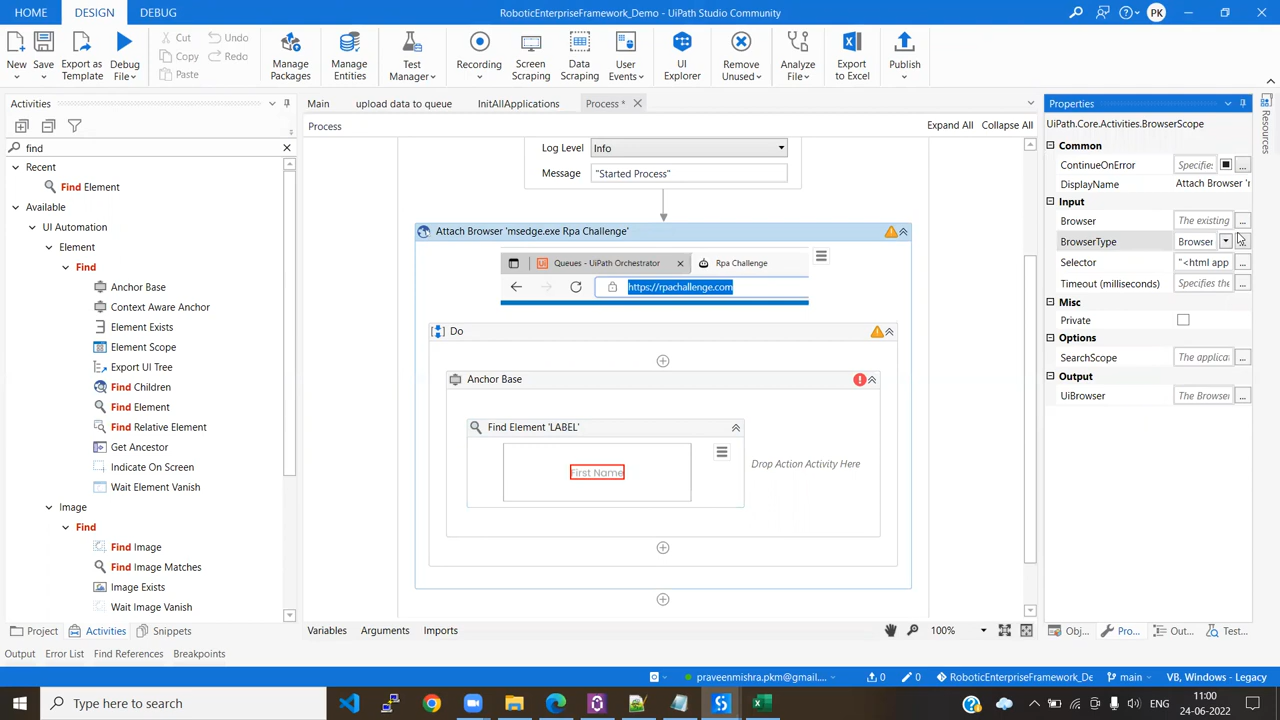 HOME
DESIGN
DEBUG
RoboticEnterpriseFramework_Demo - UiPath Studio Community
PK
New
Save
Export as Template
Debug File
Cut
Copy
Paste
Undo
Redo
Manage Packages
Manage Entities
Test Manager
Recording
Screen Scraping
Data Scraping
User Events
UI Explorer
Remove Unused
Analyze File
Export to Excel
Publish
Activities
find
Recent
Find Element
Available
UI Automation
Element
Find
Anchor Base
Context Aware Anchor
Element Exists
Element Scope
Export UI Tree
Find Children
Find Element
Find Relative Element
Get Ancestor
Indicate On Screen
Wait Element Vanish
Image
Find
Find Image
Find Image Matches
Image Exists
Wait Image Vanish
Project
Activities
Snippets
Main
upload data to queue
InitAllApplications
Process *
Process
Expand All
Collapse All
Log Level
Info
Message
"Started Process"
Attach Browser 'msedge.exe Rpa Challenge'
Queues - UiPath Orchestrator
Rpa Challenge
https://rpachallenge.com
Do
Anchor Base
Find Element 'LABEL'
First Name
Drop Action Activity Here
Variables
Arguments
Imports
100%
Properties
Resources
UiPath.Core.Activities.BrowserScope
Common
ContinueOnError
Specifie
DisplayName
Attach Browser 'r
Input
Browser
The existing
BrowserType
Browser
Selector
"<html app
Timeout (milliseconds)
Specifies the
Misc
Private
Options
SearchScope
The applica
Output
UiBrowser
The Browse
Obj...
Pro...
Out...
Test...
Output
Error List
Find References
Breakpoints
praveenmishra.pkm@gmail....
0
0
RoboticEnterpriseFramework_De
main
VB, Windows - Legacy
Type here to search
ENG
11:00
24-06-2022